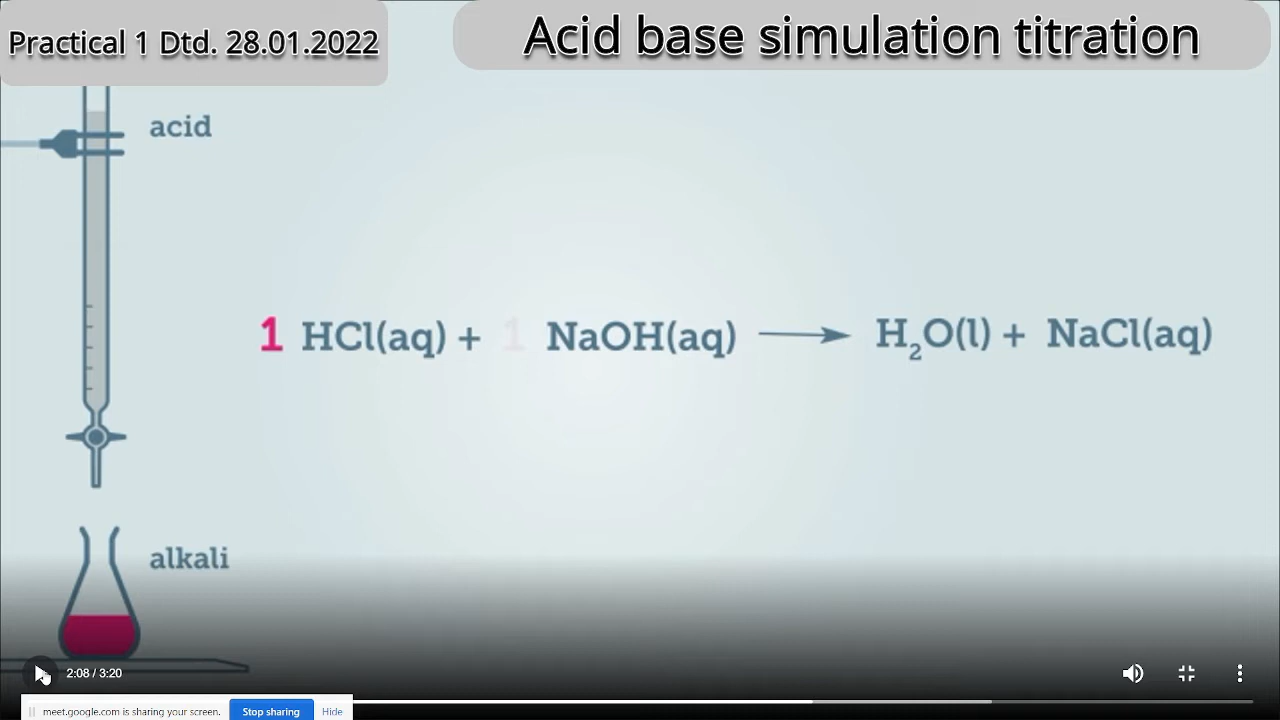 Practical 1 Dtd. 28.01.2022
Acid base simulation titration
acid
1 HCl(aq) + 1 NaOH(aq) ⟶ H₂O(l) + NaCl(aq)
alkali
2:08 / 3:20
meet.google.com is sharing your screen. Stop sharing Hide